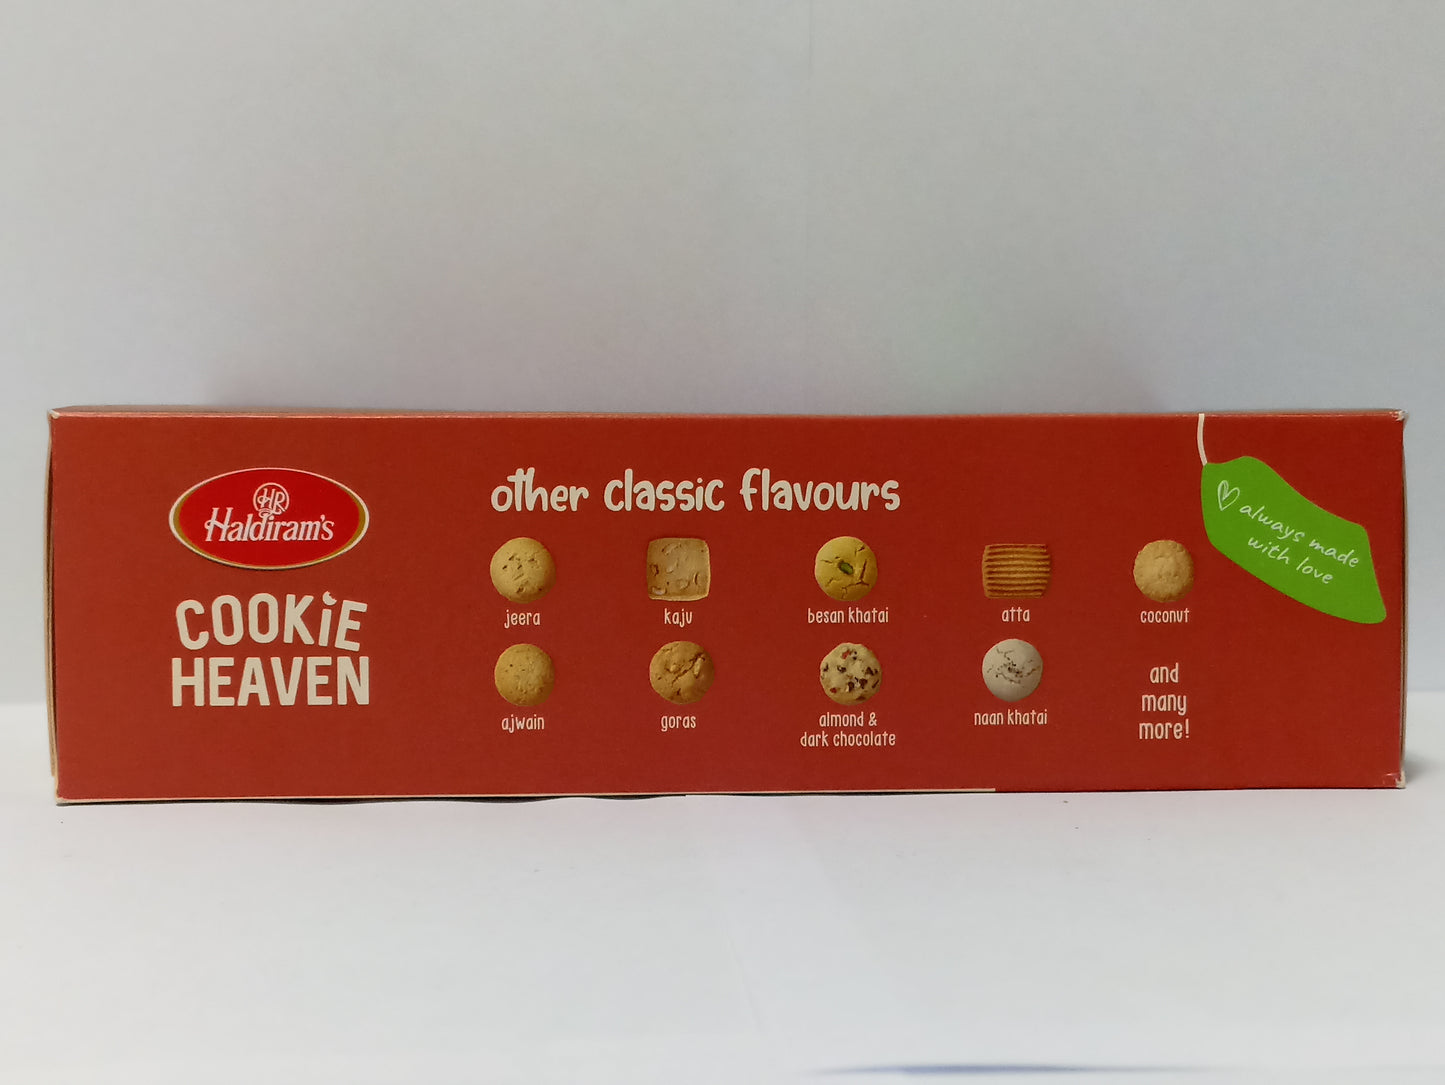 HR
Haldiram's
COOKiE
HEAVEN
other classic flavours
jeera
kaju
besan khatai
atta
coconut
ajwain
goras
almond &
dark chocolate
naan khatai
and
many
more!
always made
with love